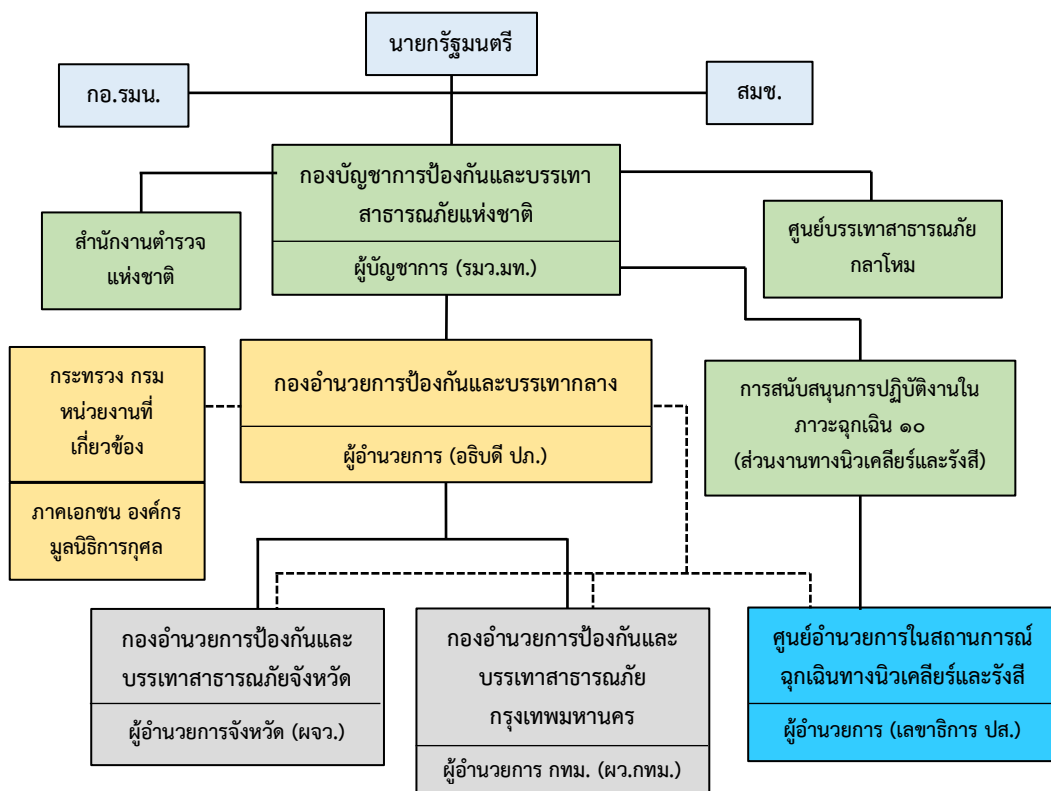 นายกรัฐมนตรี
กอ.รมน.
สมช.
กองบัญชาการป้องกันและบรรเทา
สาธารณภัยแห่งชาติ
ผู้บัญชาการ (รมว.มท.)
สำนักงานตำรวจ
แห่งชาติ
ศูนย์บรรเทาสาธารณภัย
กลาโหม
กระทรวง กรม
หน่วยงานที่
เกี่ยวข้อง
ภาคเอกชน องค์กร
มูลนิธิการกุศล
กองอำนวยการป้องกันและบรรเทากลาง
ผู้อำนวยการ (อธิบดี ปภ.)
การสนับสนุนการปฏิบัติงานใน
ภาวะฉุกเฉิน ๑๐
(ส่วนงานทางนิวเคลียร์และรังสี)
กองอำนวยการป้องกันและ
บรรเทาสาธารณภัยจังหวัด
ผู้อำนวยการจังหวัด (ผจว.)
กองอำนวยการป้องกันและ
บรรเทาสาธารณภัย
กรุงเทพมหานคร
ผู้อำนวยการ กทม. (ผว.กทม.)
ศูนย์อำนวยการในสถานการณ์
ฉุกเฉินทางนิวเคลียร์และรังสี
ผู้อำนวยการ (เลขาธิการ ปส.)